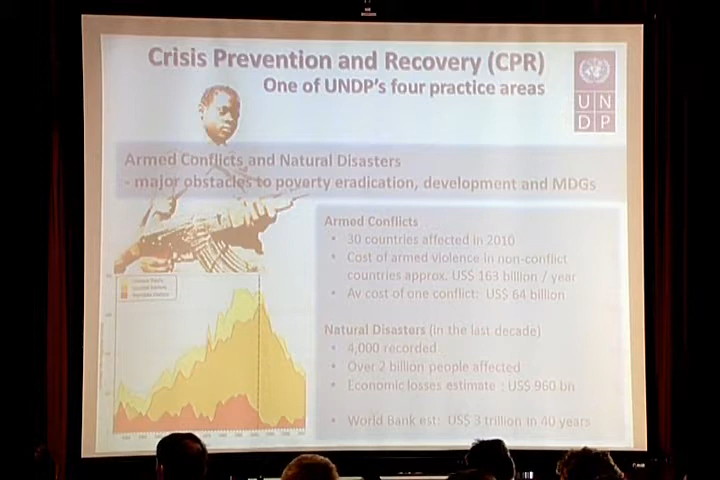 Crisis Prevention and Recovery (CPR)
One of UNDP's four practice areas
U N
D P
Armed Conflicts and Natural Disasters
- major obstacles to poverty eradication, development and MDGs
Armed Conflicts
• 30 countries affected in 2010
• Cost of armed violence in non-conflict
countries approx. US$ 163 billion / year
• Av cost of one conflict: US$ 64 billion
Natural Disasters (in the last decade)
• 4,000 recorded
• Over 2 billion people affected
• Economic losses estimate : US$ 960 bn
• World Bank est: US$ 3 trillion in 40 years